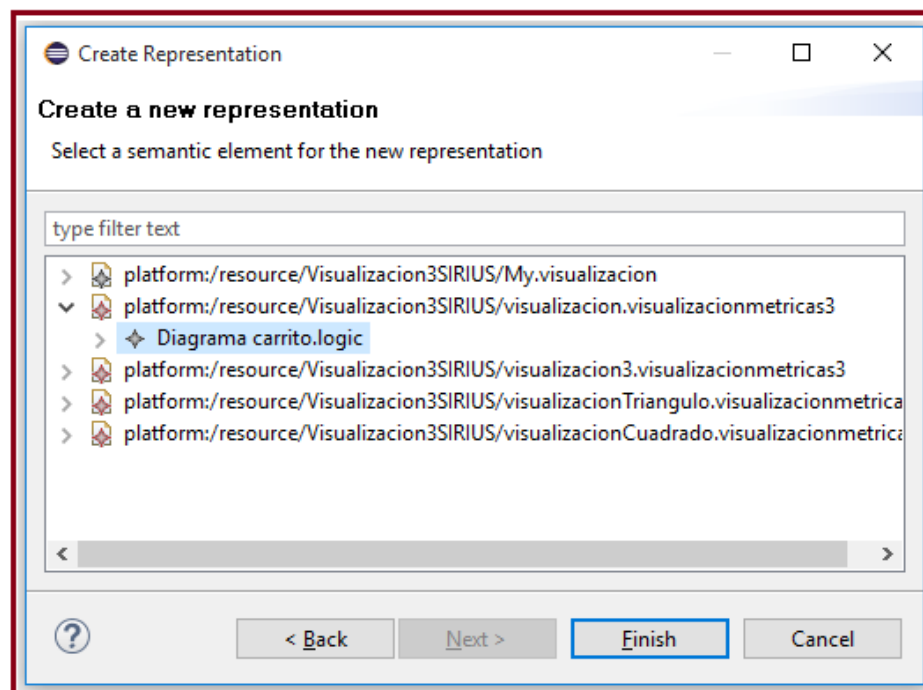 Create Representation
Create a new representation
Select a semantic element for the new representation
type filter text
platform:/resource/Visualizacion3SIRIUS/My.visualizacion
platform:/resource/Visualizacion3SIRIUS/visualizacion.visualizacionmetricas3
Diagrama carrito.logic
platform:/resource/Visualizacion3SIRIUS/visualizacion3.visualizacionmetricas3
platform:/resource/Visualizacion3SIRIUS/visualizacionTriangulo.visualizacionmetrica
platform:/resource/Visualizacion3SIRIUS/visualizacionCuadrado.visualizacionmetrica
? < Back Next > Finish Cancel